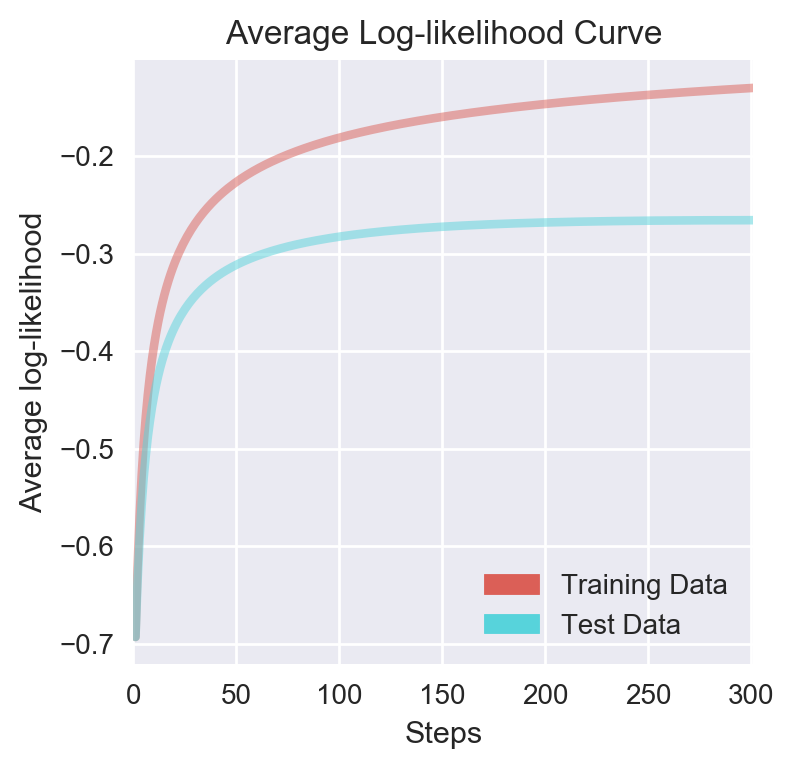 Average Log-likelihood Curve
−0.2
−0.3
−0.4
−0.5
−0.6
−0.7
Average log-likelihood
Training Data
Test Data
0 50 100 150 200 250 300
Steps